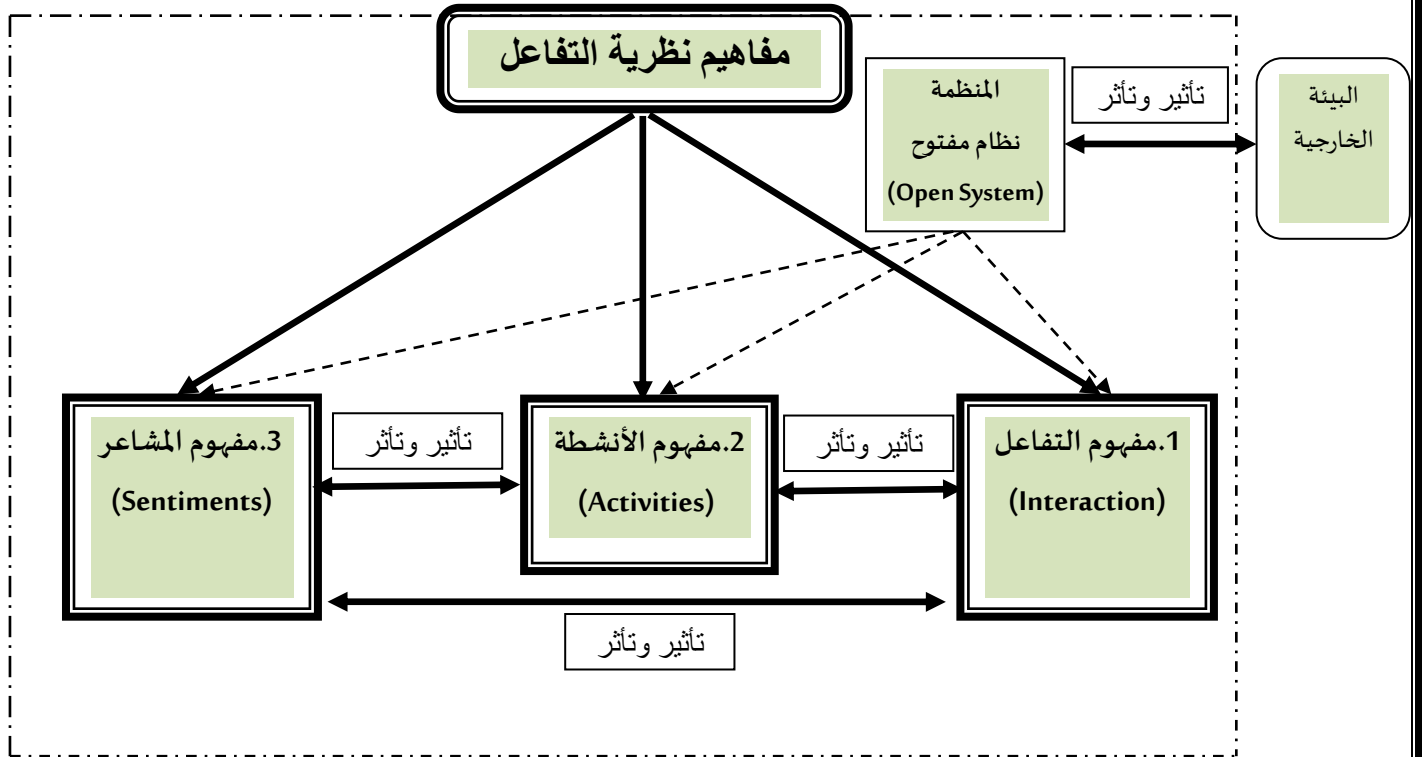 مفاهيم نظرية التفاعل
المنظمة
نظام مفتوح
(Open System)
تأثير وتأثر
البيئة
الخارجية
1.مفهوم التفاعل
(Interaction)
تأثير وتأثر
2.مفهوم الأنشطة
(Activities)
تأثير وتأثر
3.مفهوم المشاعر
(Sentiments)
تأثير وتأثر